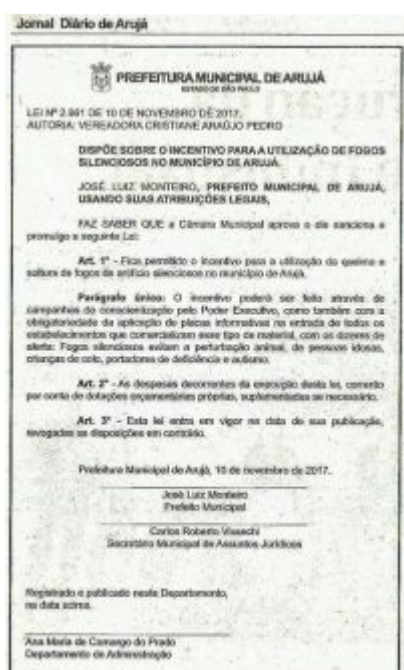 Jornal Diário de Arujá
PREFEITURA MUNICIPAL DE ARUJÁ
ESTADO DE SÃO PAULO
LEI Nº 2.981 DE 10 DE NOVEMBRO DE 2017.
AUTORIA: VEREADORA CRISTIANE ARAÚJO PEDRO
DISPÕE SOBRE O INCENTIVO PARA A UTILIZAÇÃO DE FOGOS
SILENCIOSOS NO MUNICÍPIO DE ARUJÁ.
JOSÉ LUIZ MONTEIRO, PREFEITO MUNICIPAL DE ARUJÁ,
USANDO SUAS ATRIBUIÇÕES LEGAIS,
FAZ SABER QUE a Câmara Municipal aprova e ele sanciona e
promulga a seguinte Lei:
Art. 1º - Fica permitido o incentivo para a utilização da queima e
soltura de fogos de artifício silenciosos no município de Arujá.
Parágrafo único: O incentivo poderá ser feito através de
campanhas de conscientização pelo Poder Executivo, como também com a
obrigatoriedade da aplicação de placas informativas na entrada de todos os
estabelecimentos que comercializam esse tipo de material, com os dizeres de
alerta: Fogos silenciosos evitam a perturbação animal, de pessoas idosas,
crianças de colo, portadores de deficiência e autismo.
Art. 2º - As despesas decorrentes da execução desta lei, correrão
por conta de dotações orçamentárias próprias, suplementadas se necessário.
Art. 3º - Esta lei entra em vigor na data de sua publicação,
revogadas as disposições em contrário.
Prefeitura Municipal de Arujá, 10 de novembro de 2017.
José Luiz Monteiro
Prefeito Municipal
Carlos Roberto
Secretário Municipal de Assuntos Jurídicos
Registrado e publicado neste Departamento,
na data acima.
Ana Maria de Camargo do Prado
Departamento de Administração